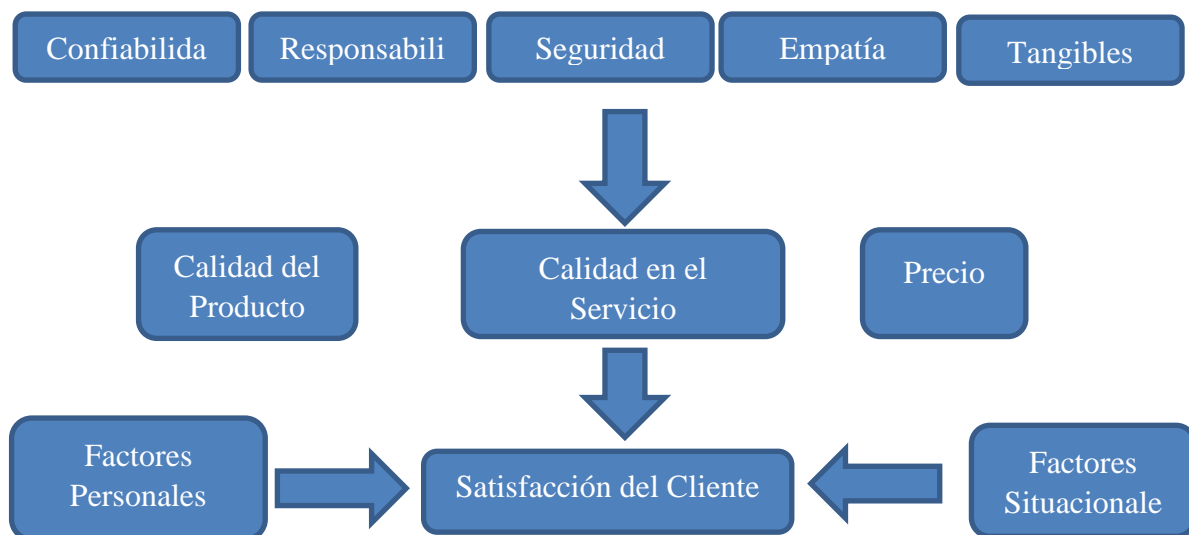 Confiabilida
Responsabili
Seguridad
Empatía
Tangibles
Calidad del
Producto
Calidad en el
Servicio
Precio
Factores
Personales
Satisfacción del Cliente
Factores
Situacionale